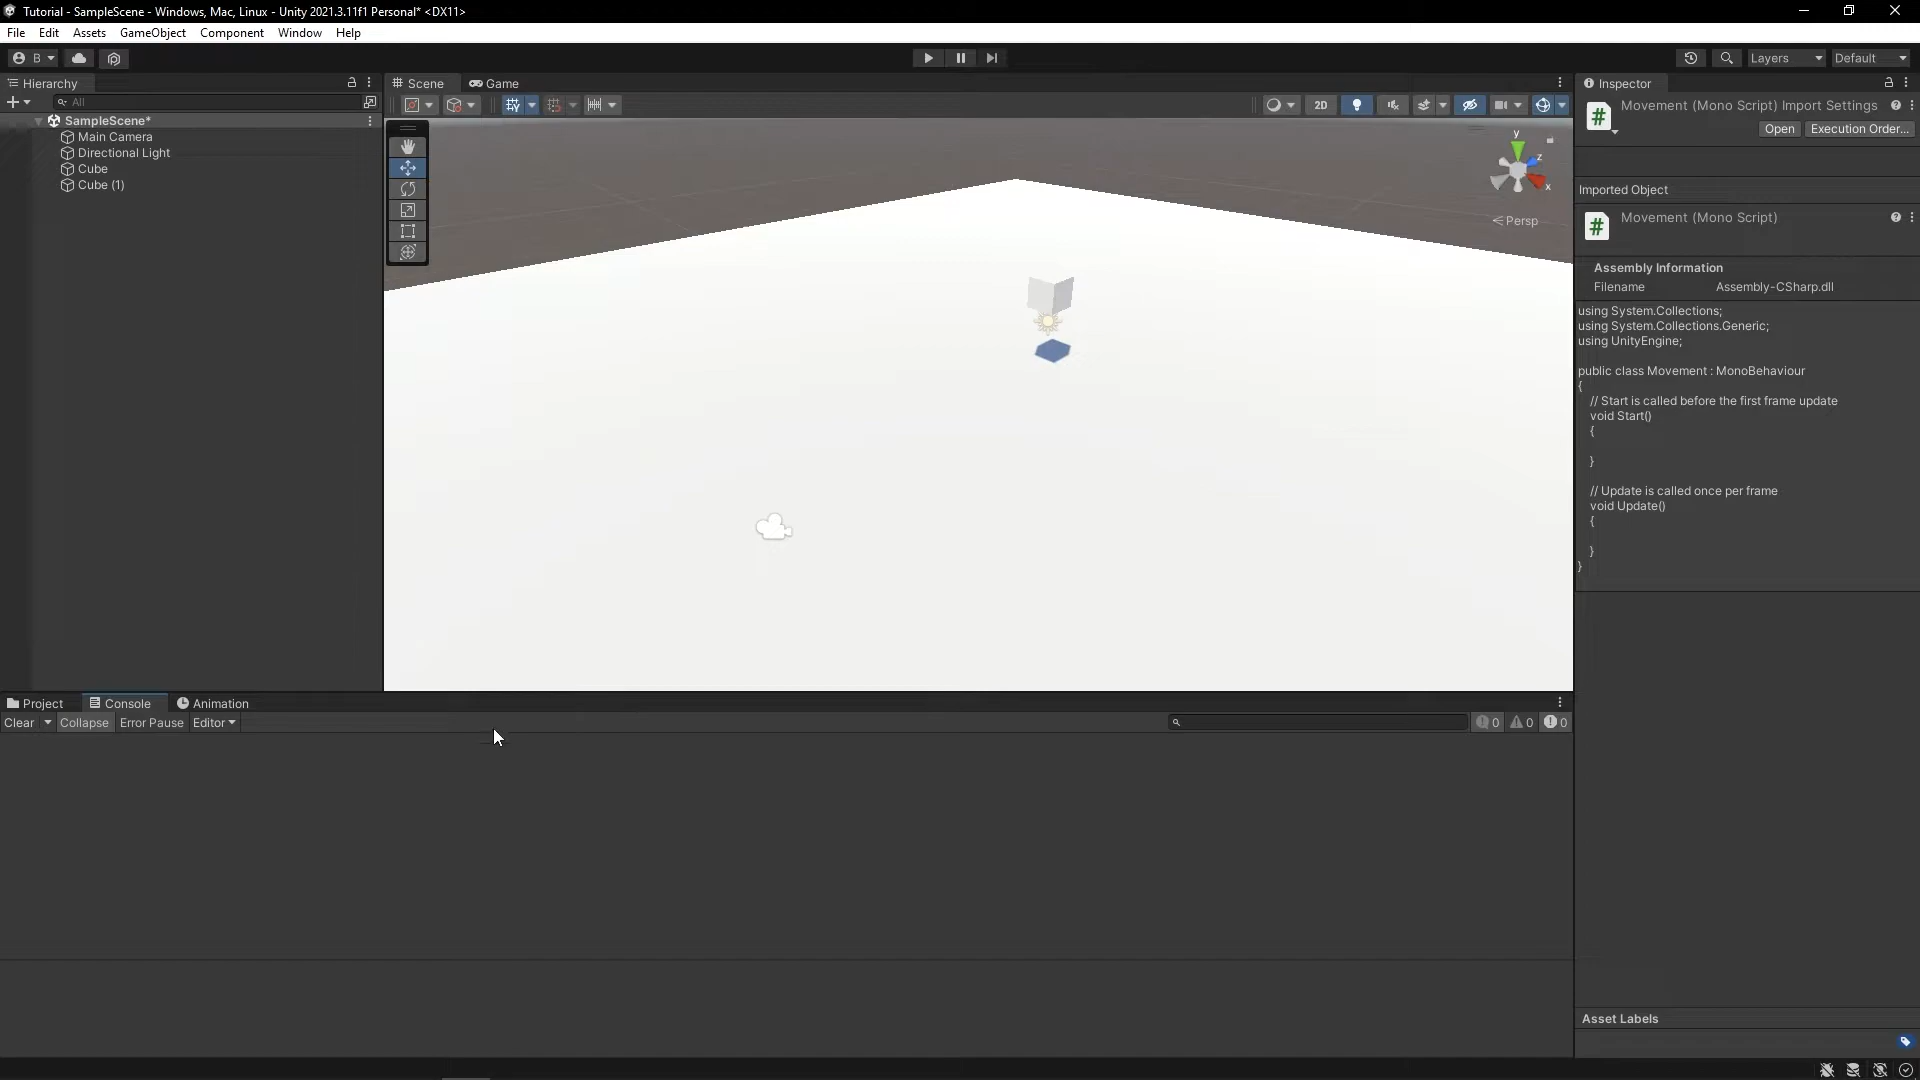 Tutorial - SampleScene - Windows, Mac, Linux - Unity 2021.3.11f1 Personal* <DX11>
File Edit Assets GameObject Component Window Help
B
Layers Default
Hierarchy
All
SampleScene*
Main Camera
Directional Light
Cube
Cube (1)
Scene Game
2D
y
z
x
Persp
Inspector
Movement (Mono Script) Import Settings
Open Execution Order...
Imported Object
Movement (Mono Script)
Assembly Information
Filename Assembly-CSharp.dll
using System.Collections;
using System.Collections.Generic;
using UnityEngine;
public class Movement : MonoBehaviour
{
// Start is called before the first frame update
void Start()
{
}
// Update is called once per frame
void Update()
{
}
}
Asset Labels
Project Console Animation
Clear Collapse Error Pause Editor
0 0 0